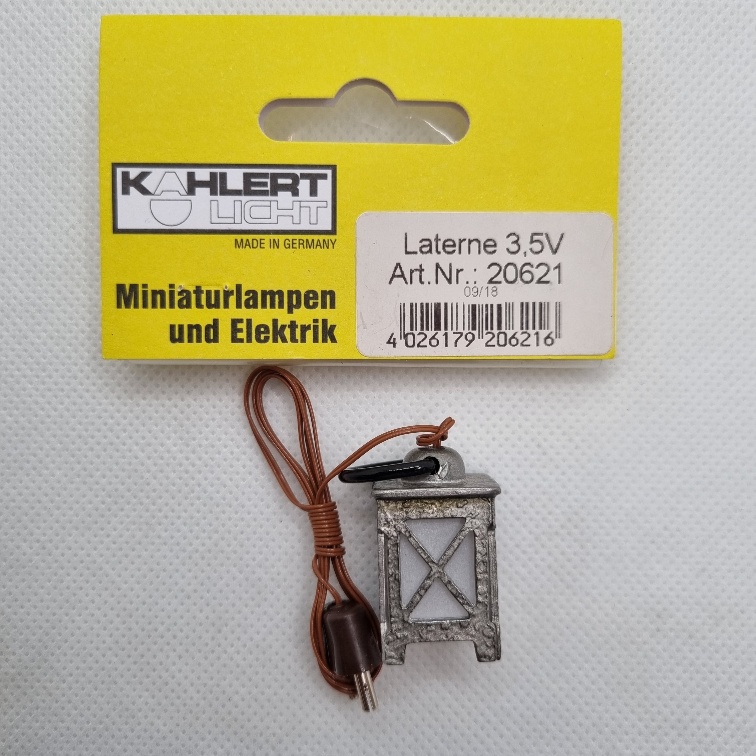 KAHLERT
LICHT
MADE IN GERMANY
Miniaturlampen
und Elektrik
Laterne 3,5V
Art.Nr.: 20621
09/18
4 026179 206216